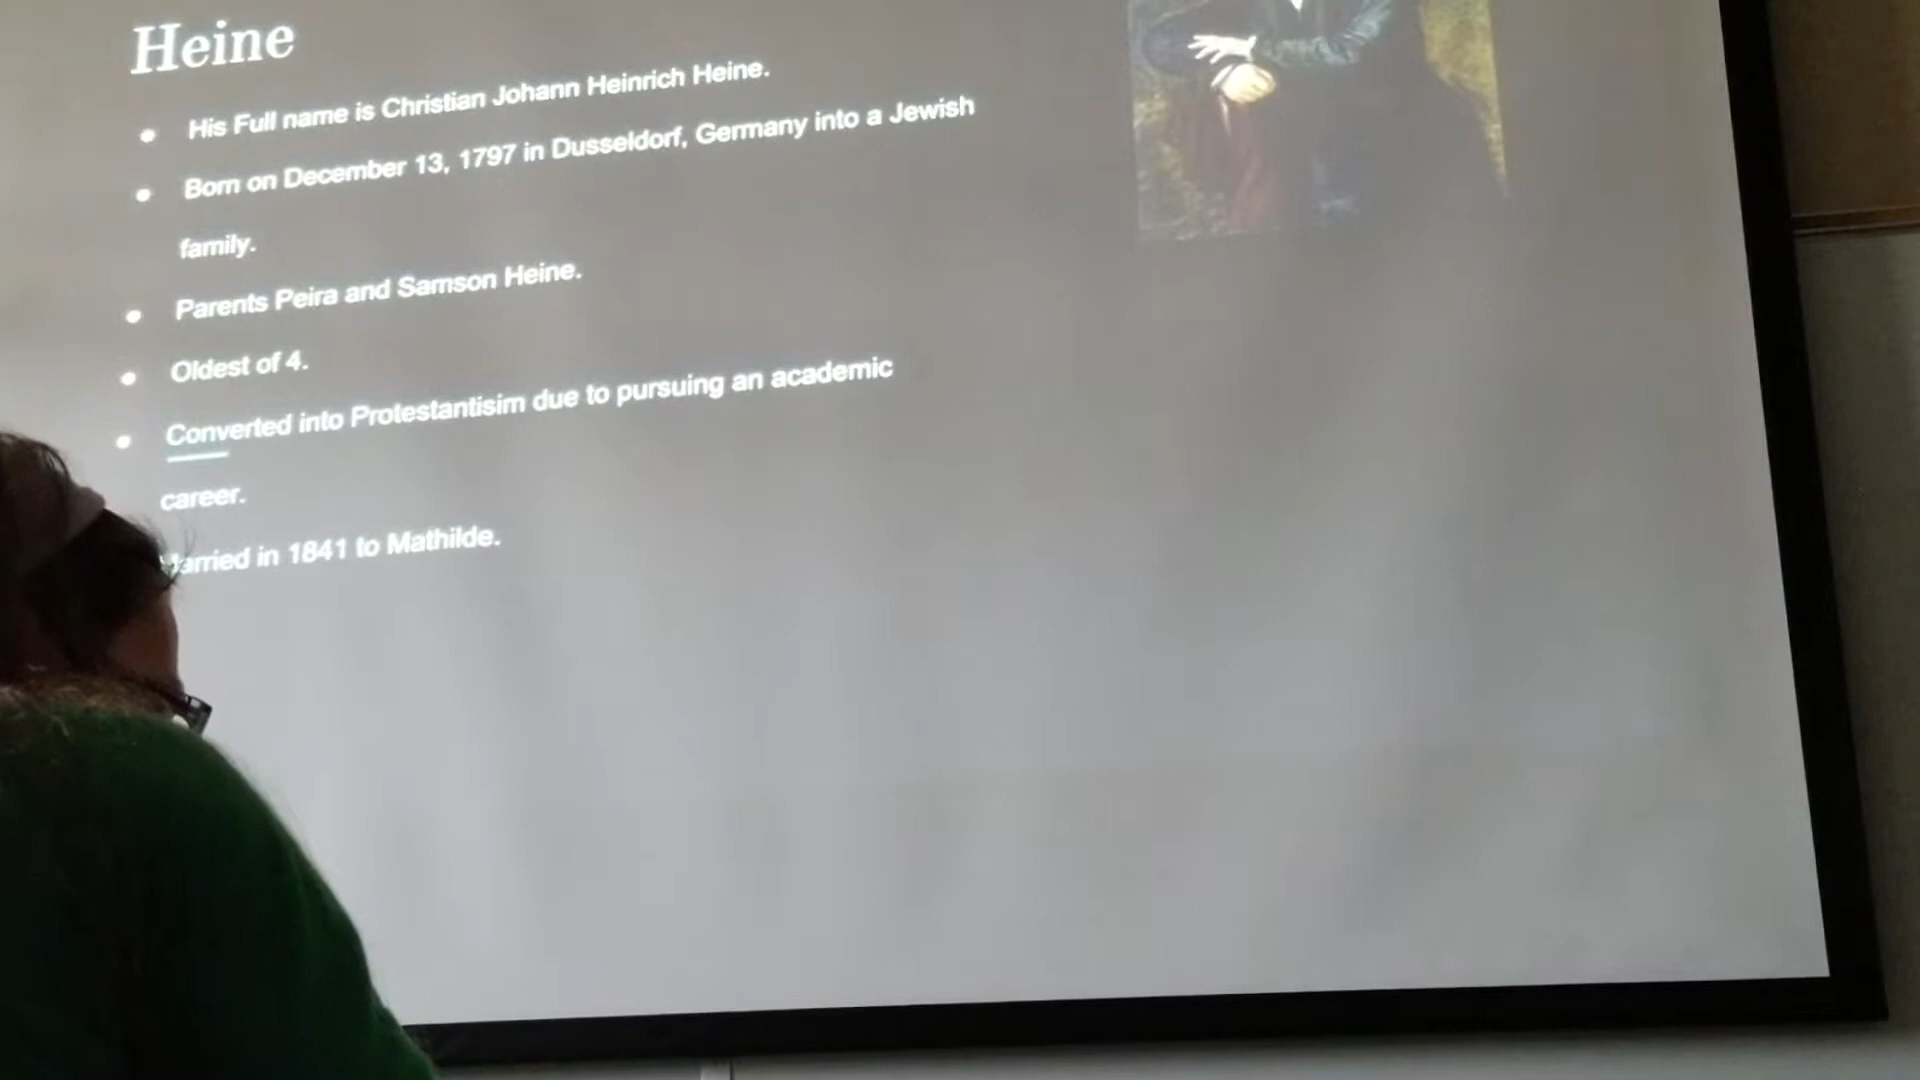 Heine
• His Full name is Christian Johann Heinrich Heine.
• Born on December 13, 1797 in Dusseldorf, Germany into a Jewish
family.
• Parents Peira and Samson Heine.
• Oldest of 4.
• Converted into Protestantisim due to pursuing an academic
career.
Married in 1841 to Mathilde.